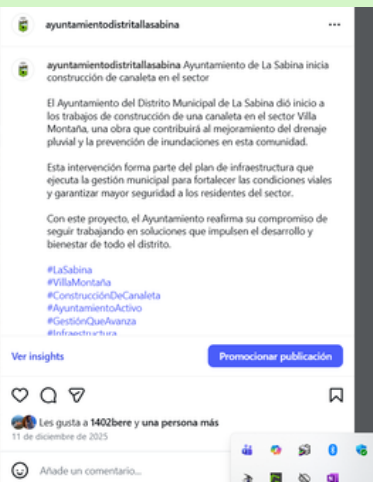 ayuntamientodistritallasabina
ayuntamientodistritallasabina Ayuntamiento de La Sabina inicia
construcción de canaleta en el sector
El Ayuntamiento del Distrito Municipal de La Sabina dió inicio a
los trabajos de construcción de una canaleta en el sector Villa
Montaña, una obra que contribuirá al mejoramiento del drenaje
pluvial y la prevención de inundaciones en esta comunidad.
Esta intervención forma parte del plan de infraestructura que
ejecuta la gestión municipal para fortalecer las condiciones viales
y garantizar mayor seguridad a los residentes del sector.
Con este proyecto, el Ayuntamiento reafirma su compromiso de
seguir trabajando en soluciones que impulsen el desarrollo y
bienestar de todo el distrito.
#LaSabina
#VillaMontaña
#ConstrucciónDeCanaleta
#AyuntamientoActivo
#GestiónQueAvanza
#Infraestructura
Ver insights
Promocionar publicación
Les gusta a 1402bere y una persona más
11 de diciembre de 2025
Añade un comentario...